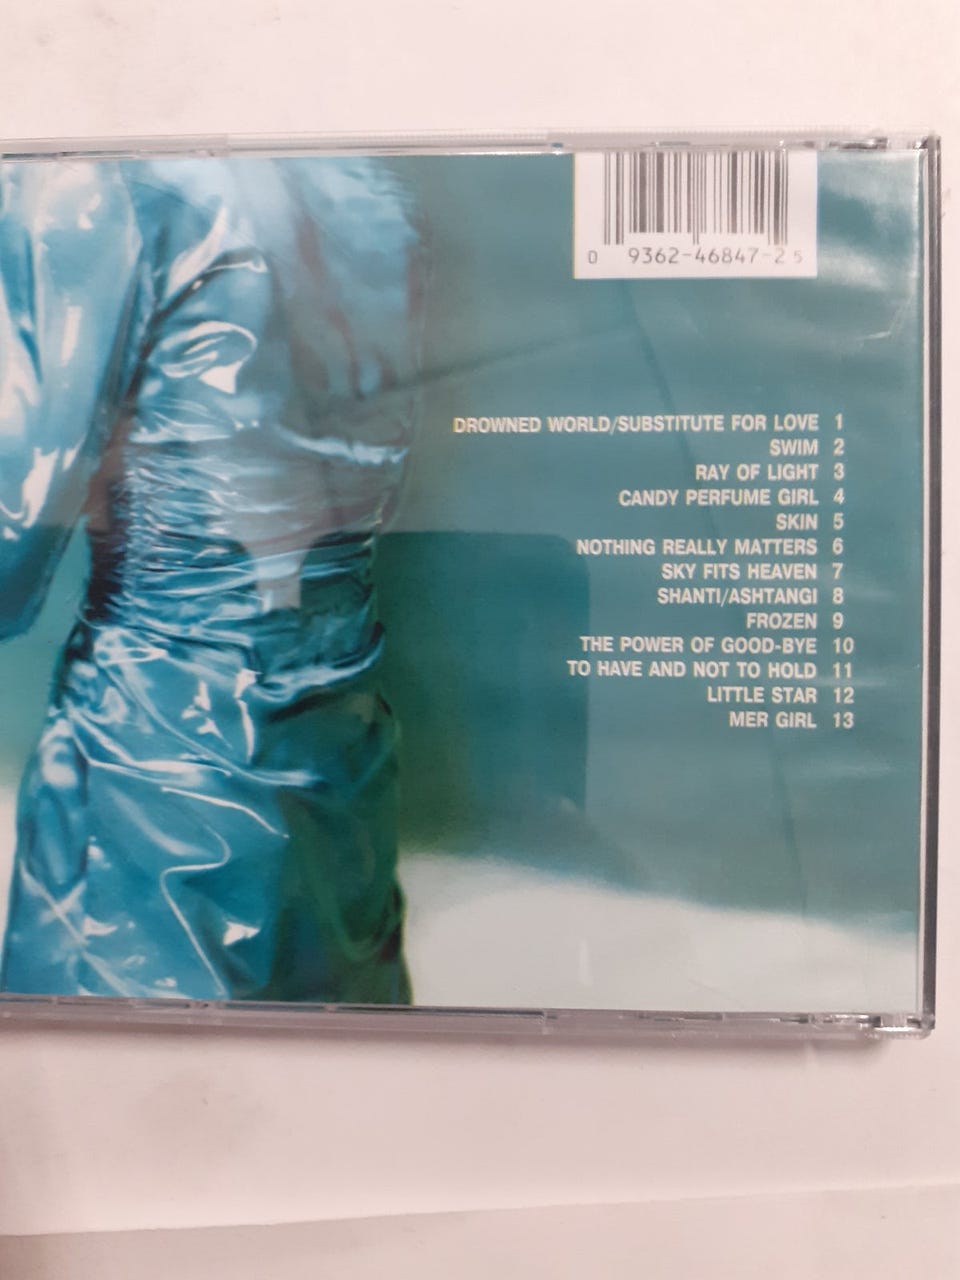 0 9362-46847-2 5
DROWNED WORLD/SUBSTITUTE FOR LOVE 1
SWIM 2
RAY OF LIGHT 3
CANDY PERFUME GIRL 4
SKIN 5
NOTHING REALLY MATTERS 6
SKY FITS HEAVEN 7
SHANTI/ASHTANGI 8
FROZEN 9
THE POWER OF GOOD-BYE 10
TO HAVE AND NOT TO HOLD 11
LITTLE STAR 12
MER GIRL 13